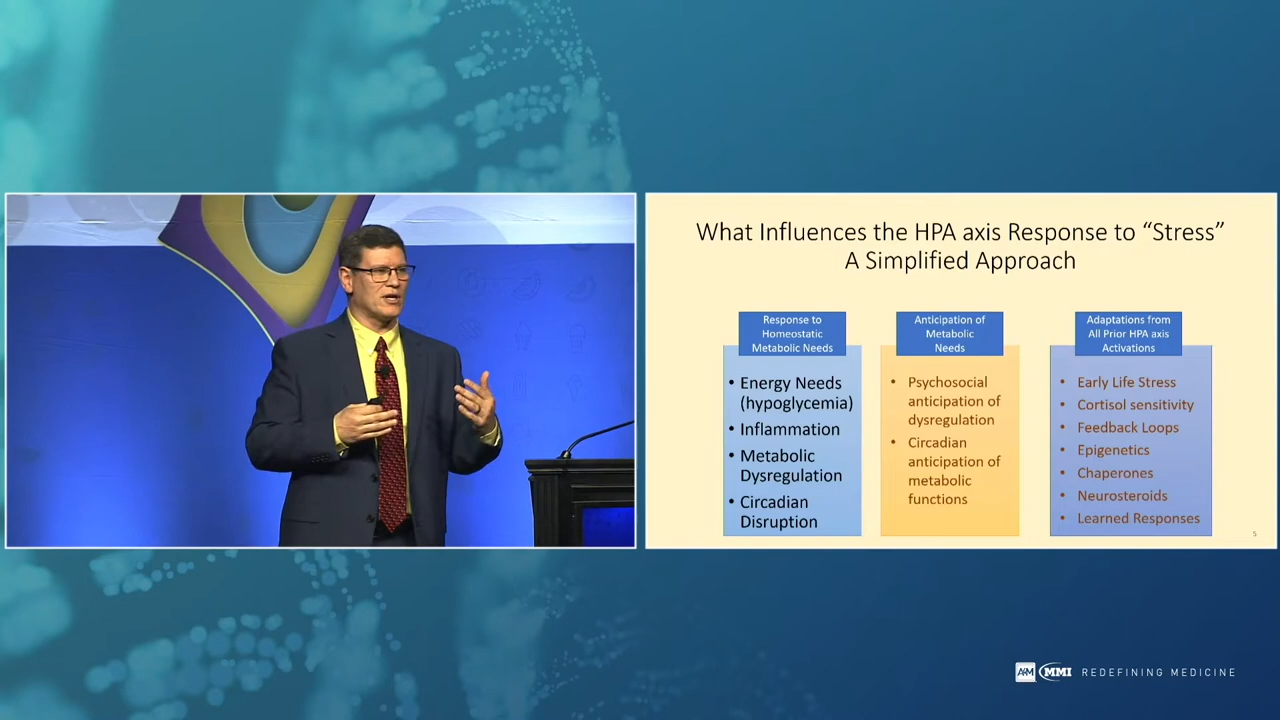 What Influences the HPA axis Response to “Stress”
A Simplified Approach
Response to
Homeostatic
Metabolic Needs
• Energy Needs
(hypoglycemia)
• Inflammation
• Metabolic
Dysregulation
• Circadian
Disruption
Anticipation of
Metabolic
Needs
• Psychosocial
anticipation of
dysregulation
• Circadian
anticipation of
metabolic
functions
Adaptations from
All Prior HPA axis
Activations
• Early Life Stress
• Cortisol sensitivity
• Feedback Loops
• Epigenetics
• Chaperones
• Neurosteroids
• Learned Responses
5
A4M MMI REDEFINING MEDICINE